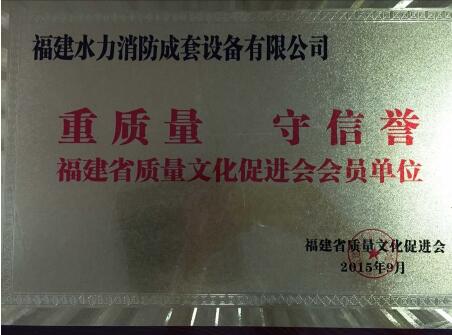 福建水力消防成套设备有限公司
重质量 守信誉
福建省质量文化促进会会员单位
福建省质量文化促进会
2015年9月